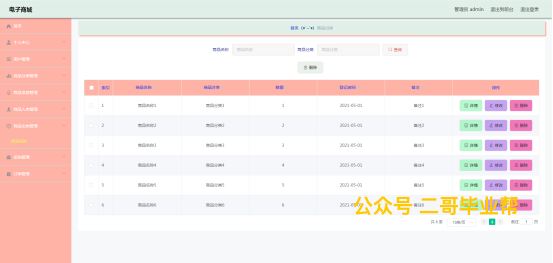 电子商城
管理员 admin 退出到前台 退出登录
首页
个人中心
用户管理
商品分类管理
商品信息管理
商品入库管理
商品出库管理
订单管理
首页 (●'◡'●) 商品出库
商品名称 商品名称 商品分类 商品分类 查询
删除
索引 商品名称 商品分类 数量 登记时间 备注 操作
1 商品名称1 商品分类1 1 2021-05-01 备注1 详情 修改 删除
2 商品名称2 商品分类2 2 2021-05-01 备注2 详情 修改 删除
3 商品名称3 商品分类3 3 2021-05-01 备注3 详情 修改 删除
4 商品名称4 商品分类4 4 2021-05-01 备注4 详情 修改 删除
5 商品名称5 商品分类5 5 2021-05-01 备注5 详情 修改 删除
6 商品名称6 商品分类6 6 2021-05-01 备注6 详情 修改 删除
公众号 二哥毕业帮
共 6 条 10条/页 1 前往 1 页